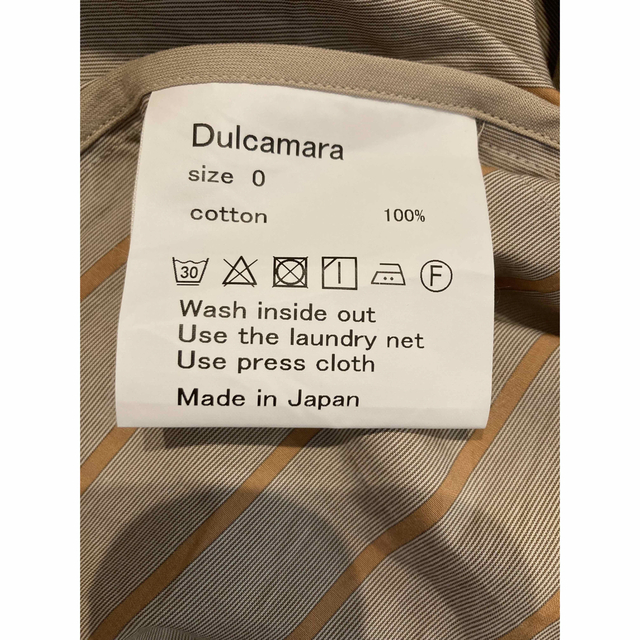 Dulcamara
size 0
cotton 100%
30 F
Wash inside out
Use the laundry net
Use press cloth
Made in Japan